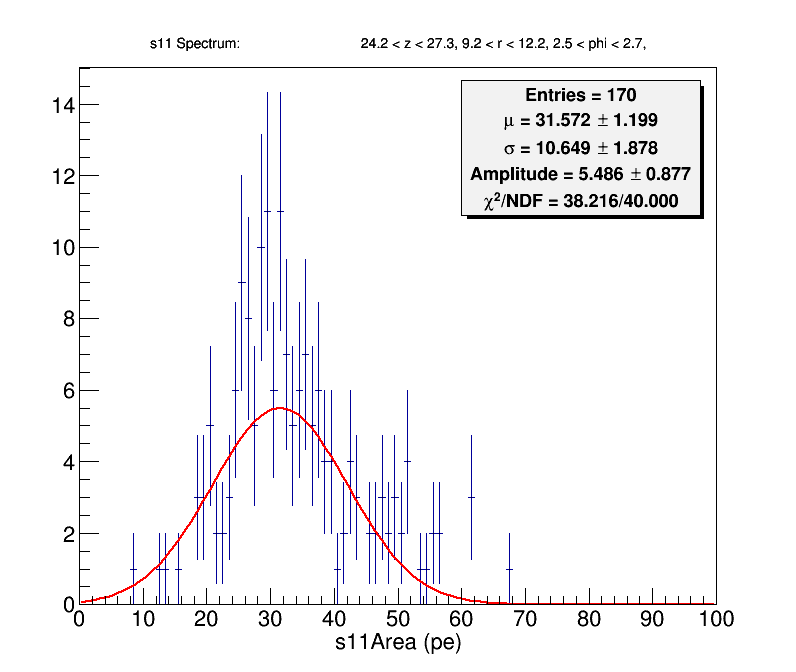 s11 Spectrum: 24.2 < z < 27.3, 9.2 < r < 12.2, 2.5 < phi < 2.7,
Entries = 170
μ = 31.572 ± 1.199
σ = 10.649 ± 1.878
Amplitude = 5.486 ± 0.877
χ²/NDF = 38.216/40.000
14
12
10
8
6
4
2
0
0 10 20 30 40 50 60 70 80 90 100
s11Area (pe)